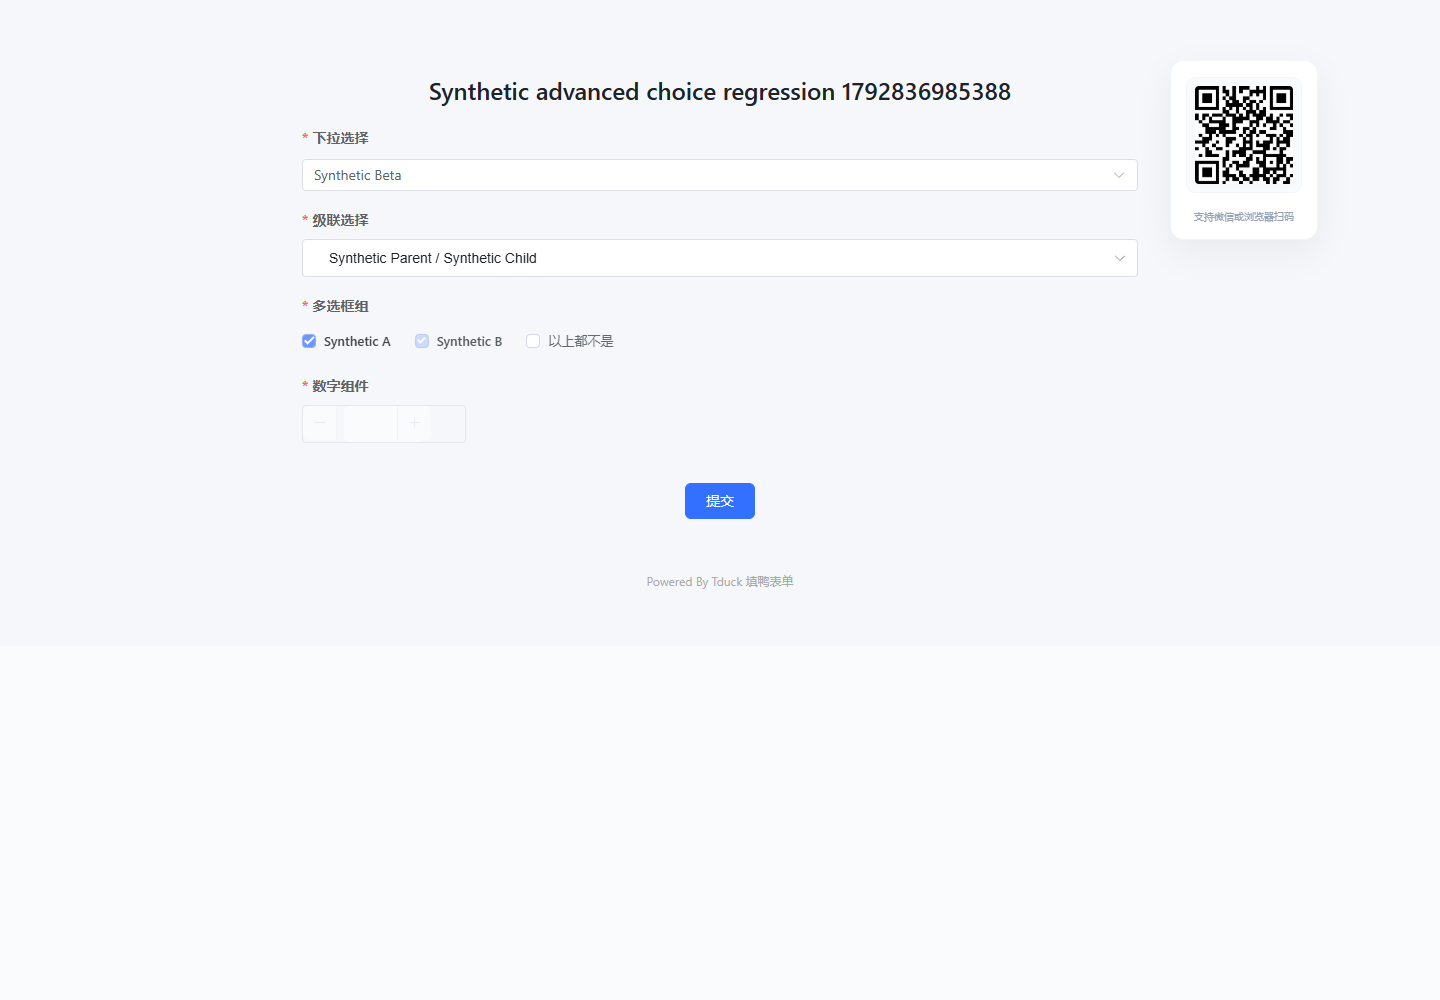 Synthetic advanced choice regression 1792836985388
* 下拉选择
Synthetic Beta
* 级联选择
Synthetic Parent / Synthetic Child
* 多选框组
Synthetic A Synthetic B 以上都不是
* 数字组件
提交
Powered By Tduck 填鸭表单
支持微信或浏览器扫码